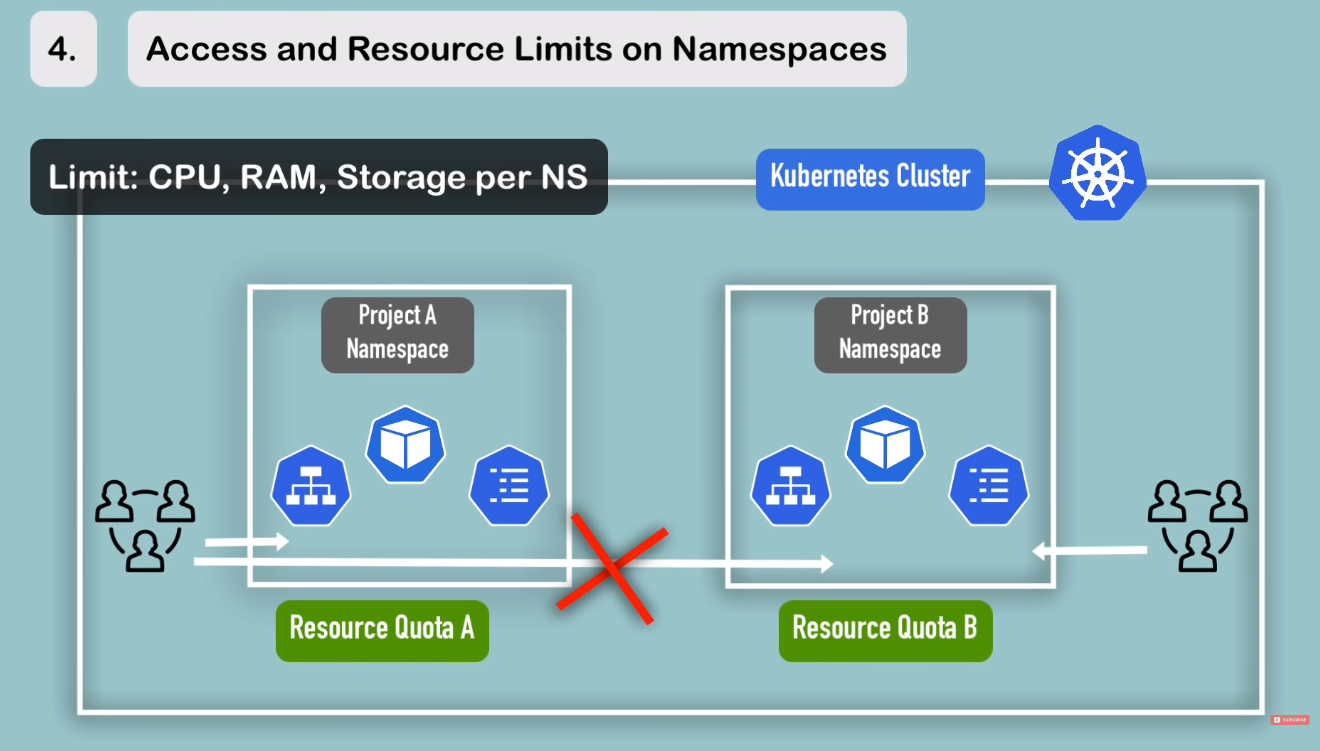 4.
Access and Resource Limits on Namespaces
Limit: CPU, RAM, Storage per NS
Kubernetes Cluster
Project A
Namespace
Project B
Namespace
Resource Quota A
Resource Quota B
SUBSCRIBE